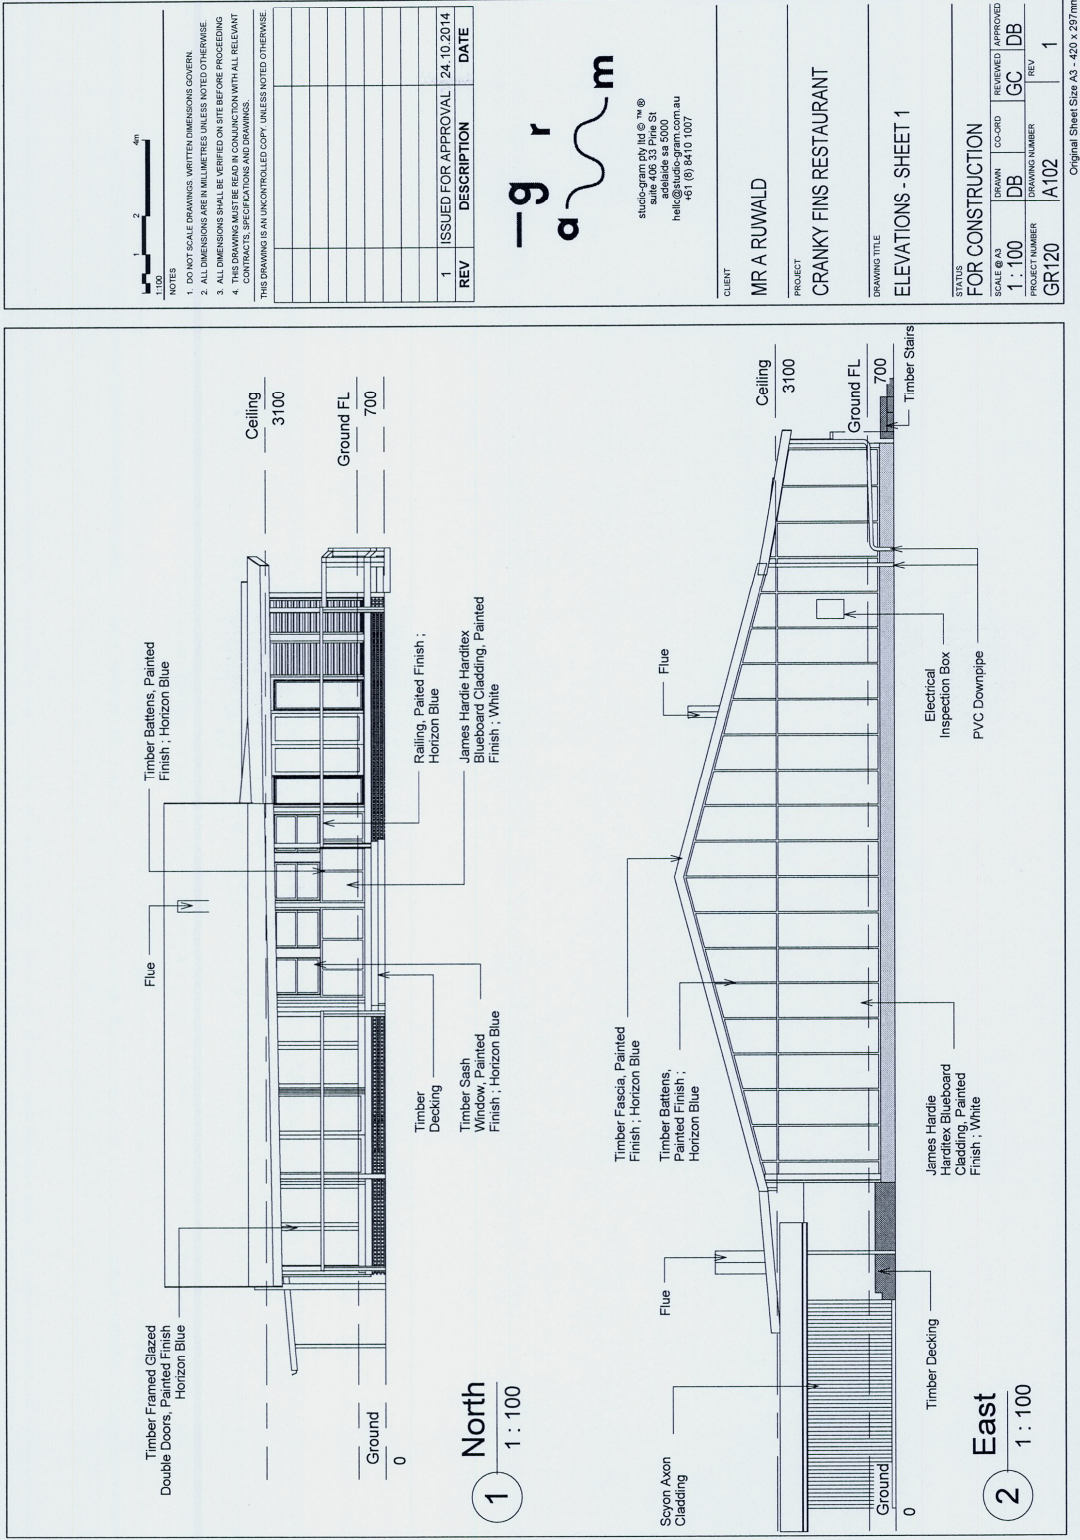 Timber Framed Glazed
Double Doors, Painted Finish
Horizon Blue
Flue
Timber Battens, Painted
Finish ; Horizon Blue
Ceiling
3100
Ground FL
700
Ground
0
Timber
Decking
Timber Sash
Window, Painted
Finish ; Horizon Blue
Railing, Paited Finish ;
Horizon Blue
James Hardie Harditex
Blueboard Cladding, Painted
Finish ; White
1
North
1 : 100
Timber Fascia, Painted
Finish ; Horizon Blue
Timber Battens,
Painted Finish ;
Horizon Blue
Flue
Flue
Scyon Axon
Cladding
Ceiling
3100
Ground FL
700
Timber Stairs
Ground
0
Timber Decking
James Hardie
Harditex Blueboard
Cladding, Painted
Finish ; White
Electrical
Inspection Box
PVC Downpipe
2
East
1 : 100
1
2
4m
1:100
NOTES
1. DO NOT SCALE DRAWINGS. WRITTEN DIMENSIONS GOVERN.
2. ALL DIMENSIONS ARE IN MILLIMETRES UNLESS NOTED OTHERWISE.
3. ALL DIMENSIONS SHALL BE VERIFIED ON SITE BEFORE PROCEEDING
4. THIS DRAWING MUST BE READ IN CONJUNCTION WITH ALL RELEVANT
CONTRACTS, SPECIFICATIONS AND DRAWINGS.
THIS DRAWING IS AN UNCONTROLLED COPY, UNLESS NOTED OTHERWISE.
1 ISSUED FOR APPROVAL 24.10.2014
REV DESCRIPTION DATE
g r
a m
studio-gram pty ltd © ™ ®
suite 406 33 Pirie St
adelaide sa 5000
hello@studio-gram.com.au
+61 (8) 8410 1007
CLIENT
MR A RUWALD
PROJECT
CRANKY FINS RESTAURANT
DRAWING TITLE
ELEVATIONS - SHEET 1
STATUS
FOR CONSTRUCTION
SCALE @ A3 DRAWN CO-ORD REVIEWED APPROVED
1 : 100 DB GC DB
PROJECT NUMBER DRAWING NUMBER REV
GR120 A102 1
Original Sheet Size A3 - 420 x 297mm